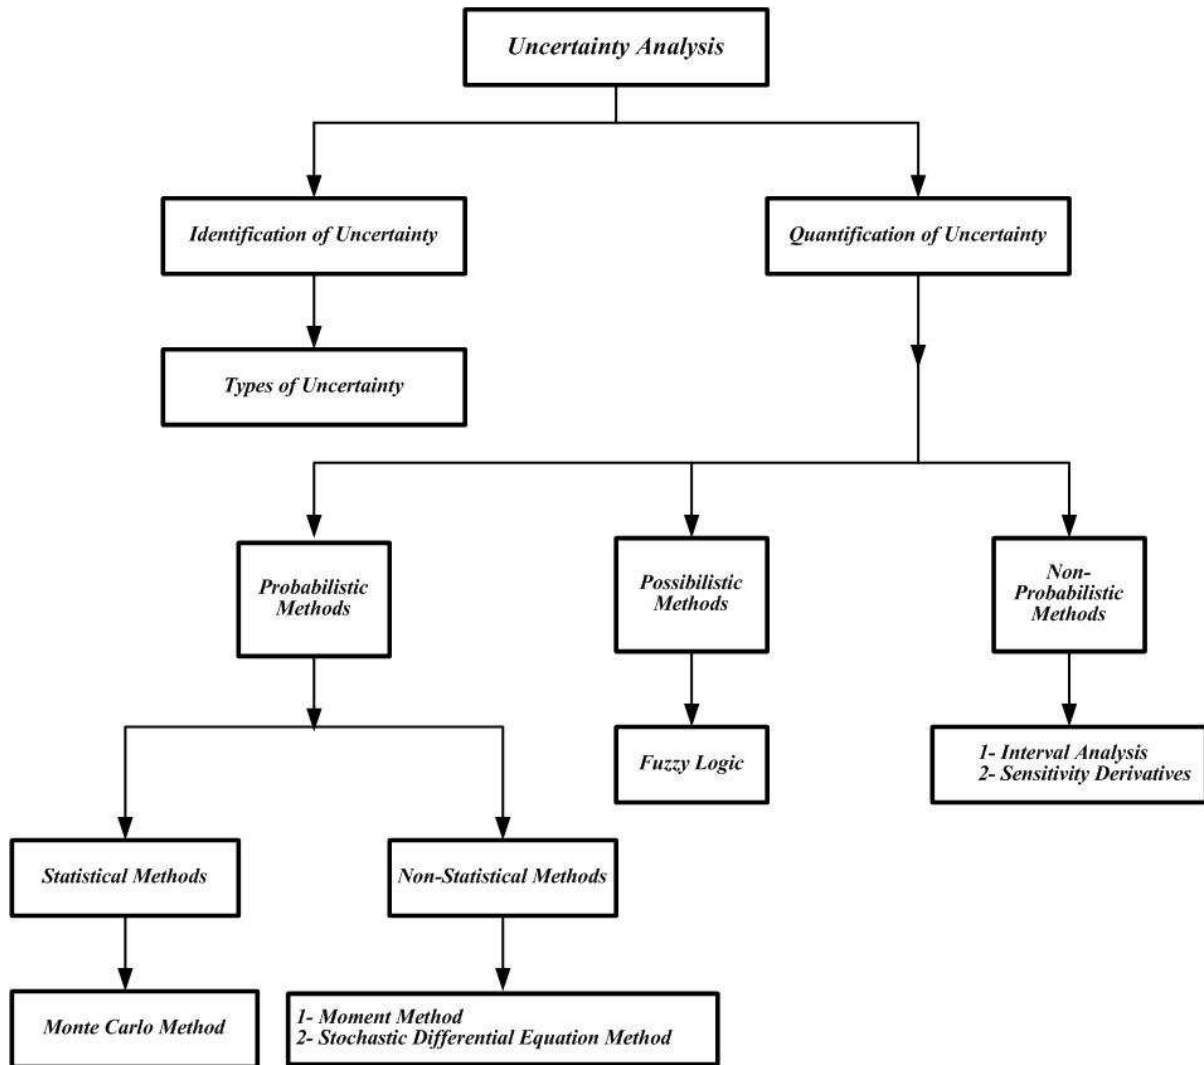 Uncertainty Analysis
Identification of Uncertainty
Quantification of Uncertainty
Types of Uncertainty
Probabilistic
Methods
Possibilistic
Methods
Non-
Probabilistic
Methods
Fuzzy Logic
1- Interval Analysis
2- Sensitivity Derivatives
Statistical Methods
Non-Statistical Methods
Monte Carlo Method
1- Moment Method
2- Stochastic Differential Equation Method